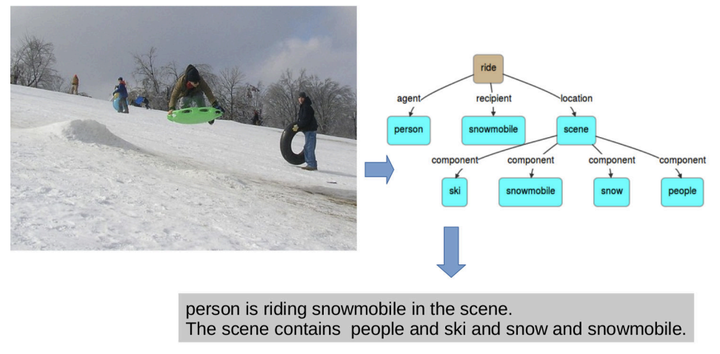 ride
agent
recipient
location
person
snowmobile
scene
component
component
component
component
ski
snowmobile
snow
people
person is riding snowmobile in the scene.
The scene contains  people and ski and snow and snowmobile.